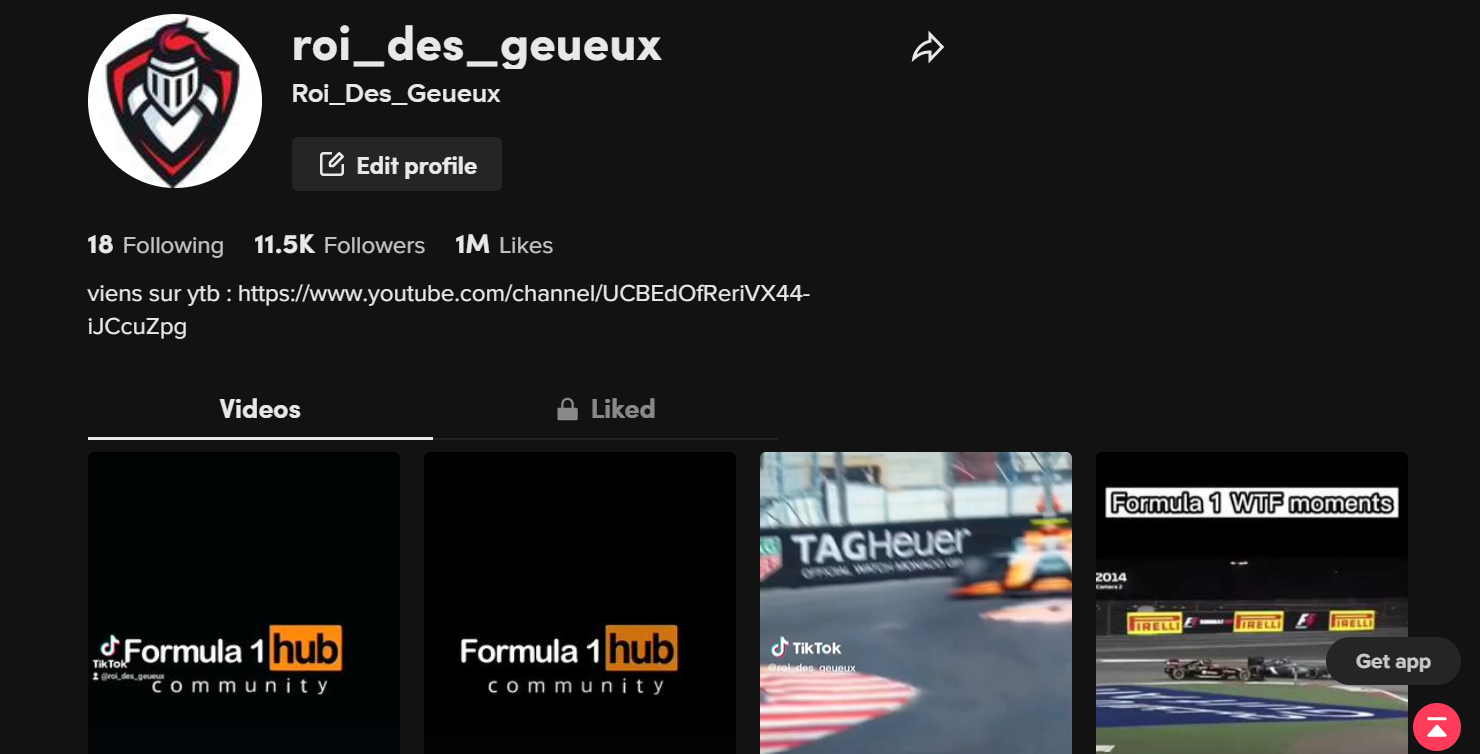 roi_des_geueux
Roi_Des_Geueux
Edit profile
18 Following 11.5K Followers 1M Likes
viens sur ytb : https://www.youtube.com/channel/UCBEdOfReriVX44-
iJCcuZpg
Videos
Liked
Formula 1 hub
community
TikTok
@roi_des_geueux
Formula 1 hub
community
TAGHeuer
OFFICIAL WATCH MONACO
TikTok
@roi_des_geueux
Formula 1 WTF moments
2014
Camera 2
PIRELLI
PIRELLI
PIRELLI
Get app